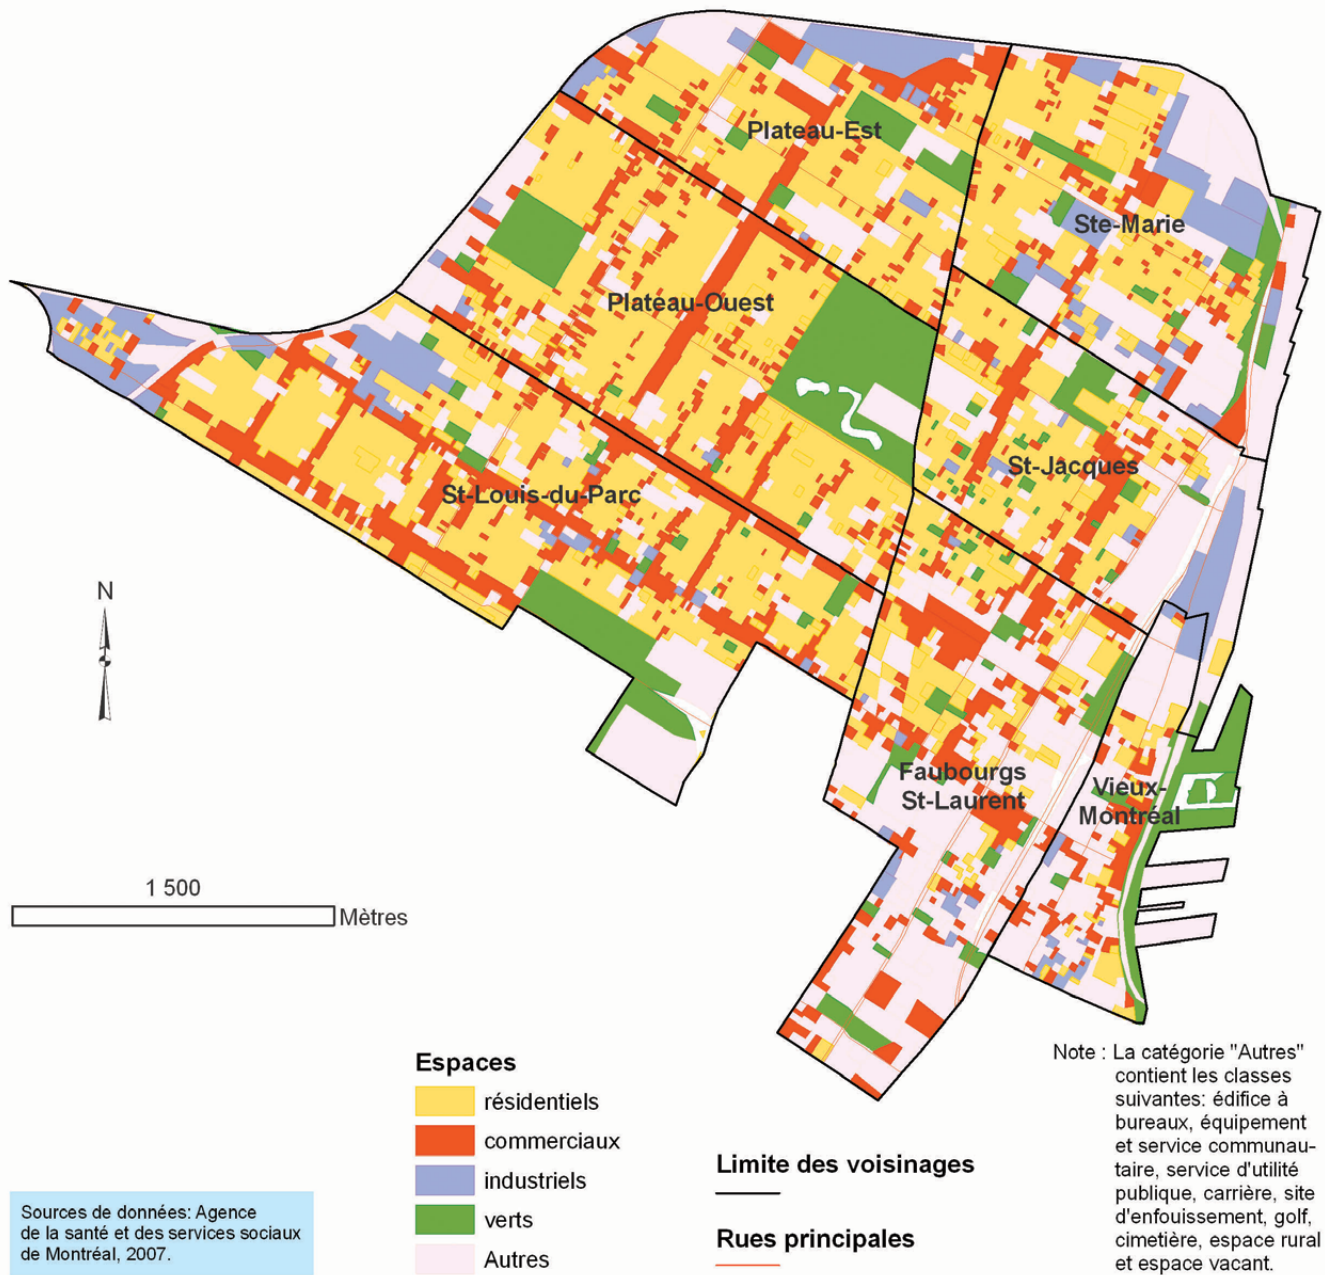 Plateau-Est
Ste-Marie
Plateau-Ouest
St-Jacques
St-Louis-du-Parc
N
Faubourgs
St-Laurent
Vieux-
Montréal
1 500
Mètres
Espaces
résidentiels
commerciaux
industriels
verts
Autres
Limite des voisinages
Rues principales
Note : La catégorie "Autres"
contient les classes
suivantes: édifice à
bureaux, équipement
et service communau-
taire, service d'utilité
publique, carrière, site
d'enfouissement, golf,
cimetière, espace rural
et espace vacant.
Sources de données: Agence
de la santé et des services sociaux
de Montréal, 2007.